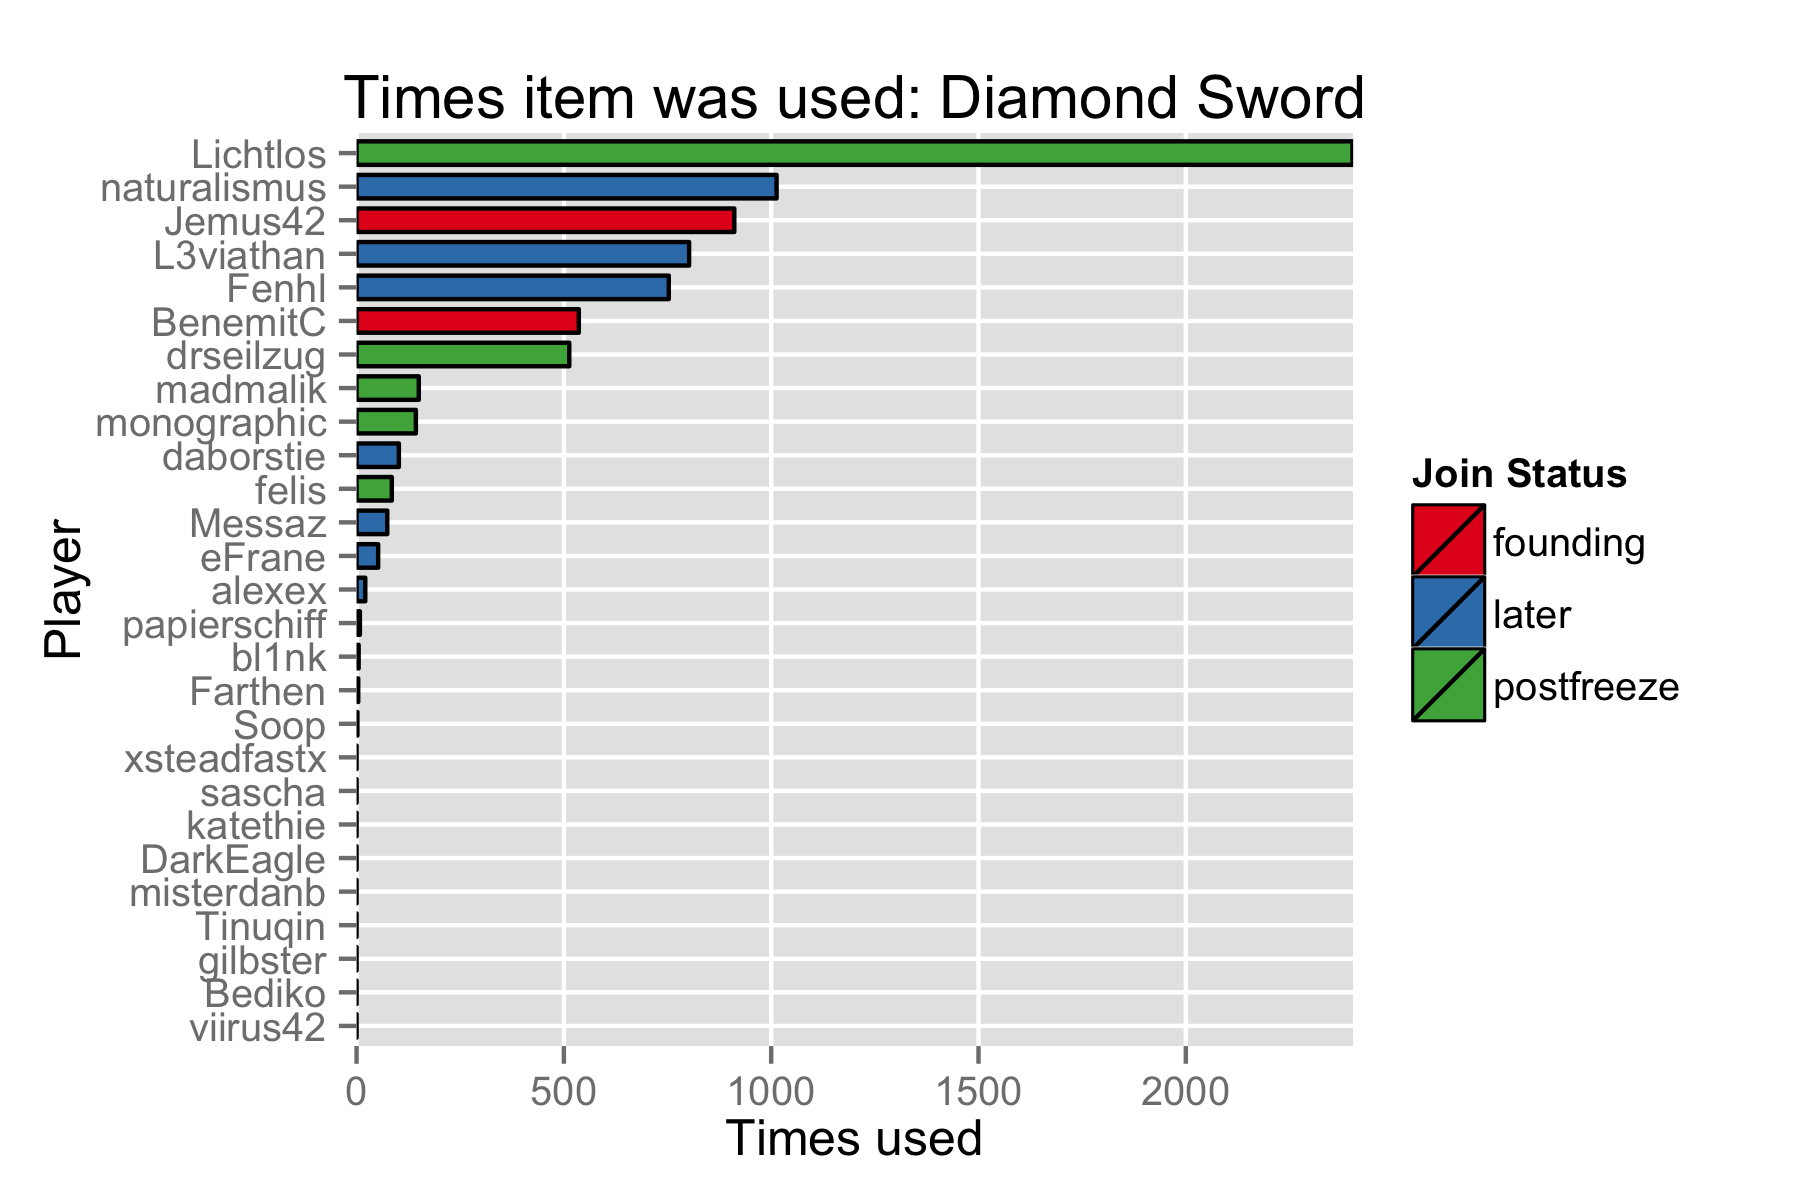 Times item was used: Diamond Sword
Lichtlos
naturalismus
Jemus42
L3viathan
Fenhl
BenemitC
drseilzug
madmalik
monographic
daborstie
felis
Messaz
eFrane
alexex
papierschiff
bl1nk
Farthen
Soop
xsteadfastx
sascha
katethie
DarkEagle
misterdanb
Tinuqin
gilbster
Bediko
viirus42
Player
0 500 1000 1500 2000
Times used
Join Status
founding
later
postfreeze